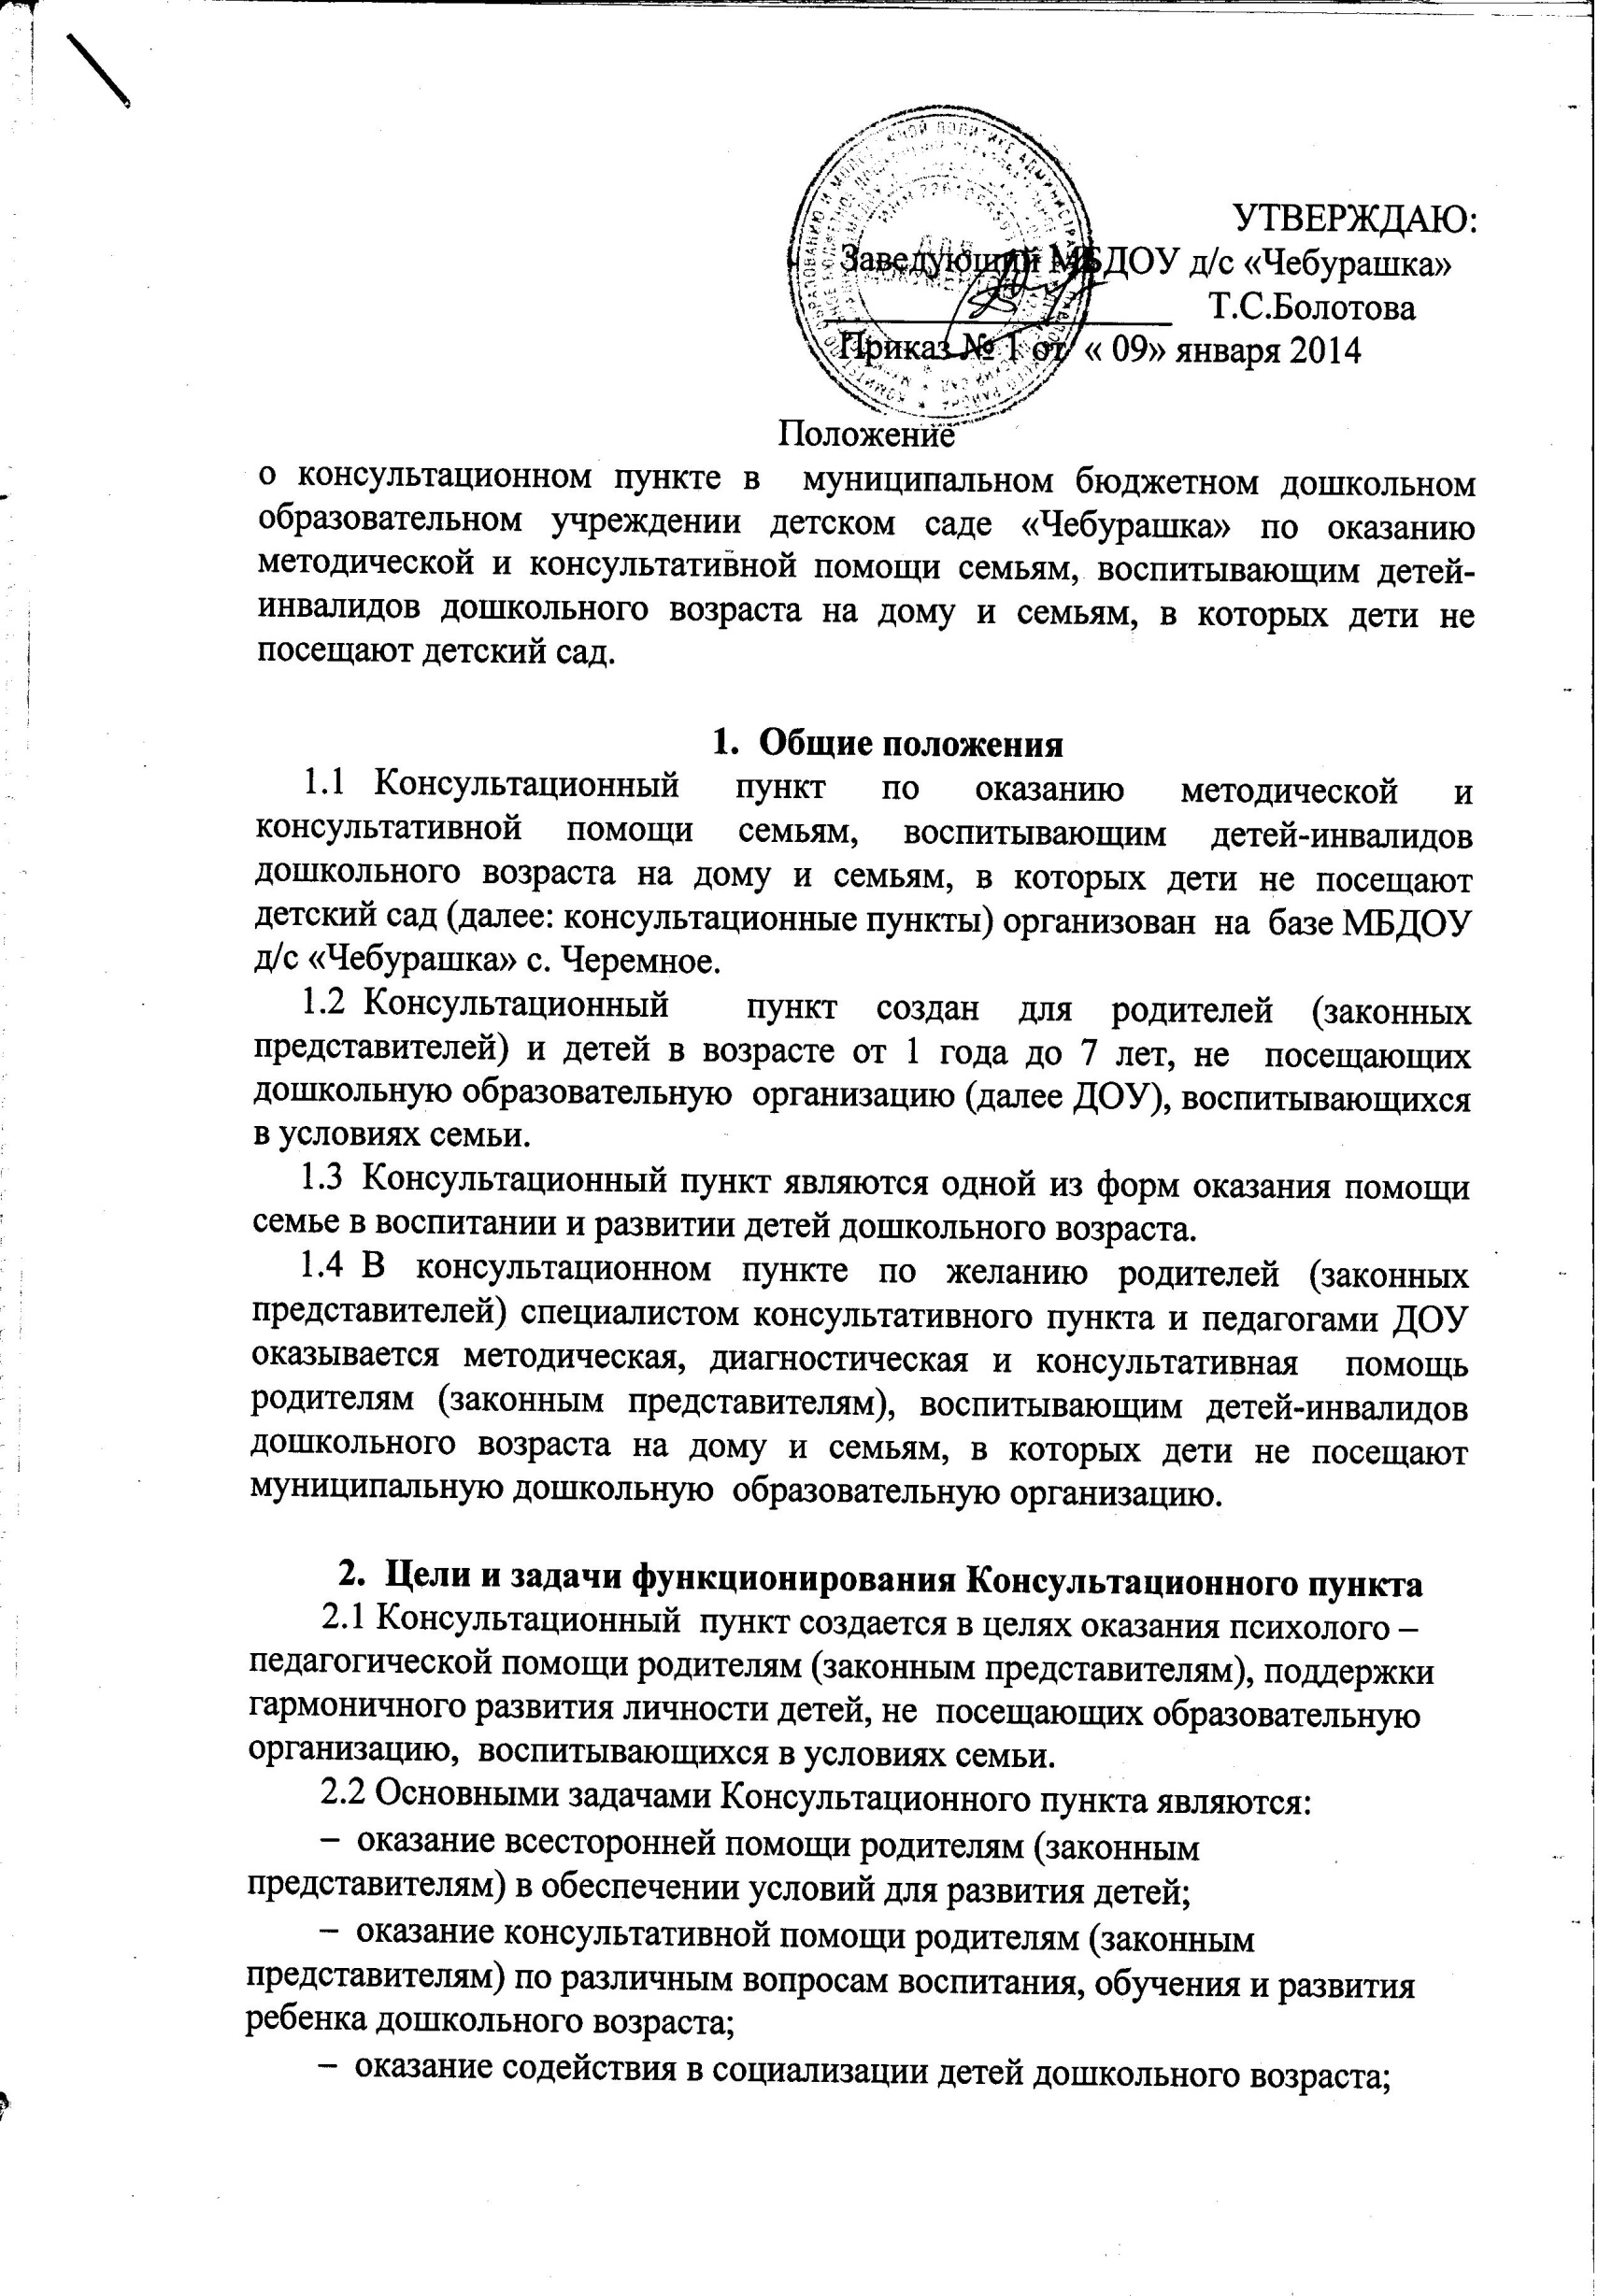 УТВЕРЖДАЮ:
Заведующий МБДОУ д/с «Чебурашка»
Т.С.Болотова
Приказ № 1 от « 09» января 2014
Положение
о консультационном пункте в муниципальном бюджетном дошкольном
образовательном учреждении детском саде «Чебурашка» по оказанию
методической и консультативной помощи семьям, воспитывающим детей-
инвалидов дошкольного возраста на дому и семьям, в которых дети не
посещают детский сад.
1. Общие положения
1.1 Консультационный пункт по оказанию методической и
консультативной помощи семьям, воспитывающим детей-инвалидов
дошкольного возраста на дому и семьям, в которых дети не посещают
детский сад (далее: консультационные пункты) организован на базе МБДОУ
д/с «Чебурашка» с. Черемное.
1.2 Консультационный пункт создан для родителей (законных
представителей) и детей в возрасте от 1 года до 7 лет, не посещающих
дошкольную образовательную организацию (далее ДОУ), воспитывающихся
в условиях семьи.
1.3 Консультационный пункт являются одной из форм оказания помощи
семье в воспитании и развитии детей дошкольного возраста.
1.4 В консультационном пункте по желанию родителей (законных
представителей) специалистом консультативного пункта и педагогами ДОУ
оказывается методическая, диагностическая и консультативная помощь
родителям (законным представителям), воспитывающим детей-инвалидов
дошкольного возраста на дому и семьям, в которых дети не посещают
муниципальную дошкольную образовательную организацию.
2. Цели и задачи функционирования Консультационного пункта
2.1 Консультационный пункт создается в целях оказания психолого –
педагогической помощи родителям (законным представителям), поддержки
гармоничного развития личности детей, не посещающих образовательную
организацию, воспитывающихся в условиях семьи.
2.2 Основными задачами Консультационного пункта являются:
– оказание всесторонней помощи родителям (законным
представителям) в обеспечении условий для развития детей;
– оказание консультативной помощи родителям (законным
представителям) по различным вопросам воспитания, обучения и развития
ребенка дошкольного возраста;
– оказание содействия в социализации детей дошкольного возраста;